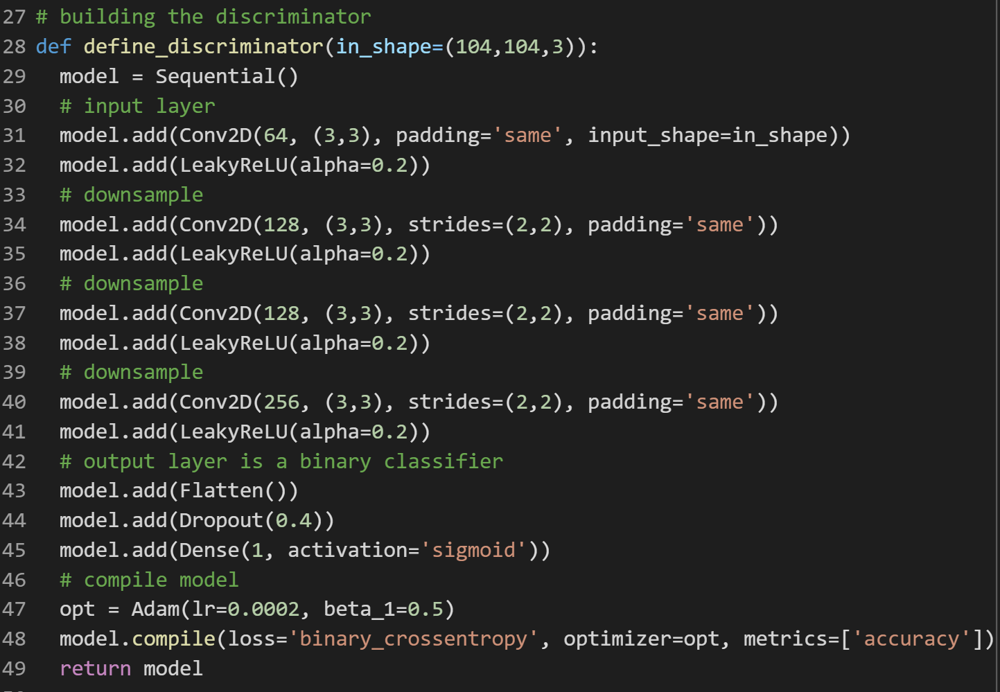 27 # building the discriminator
28 def define_discriminator(in_shape=(104,104,3)):
29   model = Sequential()
30   # input layer
31   model.add(Conv2D(64, (3,3), padding='same', input_shape=in_shape))
32   model.add(LeakyReLU(alpha=0.2))
33   # downsample
34   model.add(Conv2D(128, (3,3), strides=(2,2), padding='same'))
35   model.add(LeakyReLU(alpha=0.2))
36   # downsample
37   model.add(Conv2D(128, (3,3), strides=(2,2), padding='same'))
38   model.add(LeakyReLU(alpha=0.2))
39   # downsample
40   model.add(Conv2D(256, (3,3), strides=(2,2), padding='same'))
41   model.add(LeakyReLU(alpha=0.2))
42   # output layer is a binary classifier
43   model.add(Flatten())
44   model.add(Dropout(0.4))
45   model.add(Dense(1, activation='sigmoid'))
46   # compile model
47   opt = Adam(lr=0.0002, beta_1=0.5)
48   model.compile(loss='binary_crossentropy', optimizer=opt, metrics=['accuracy'])
49   return model